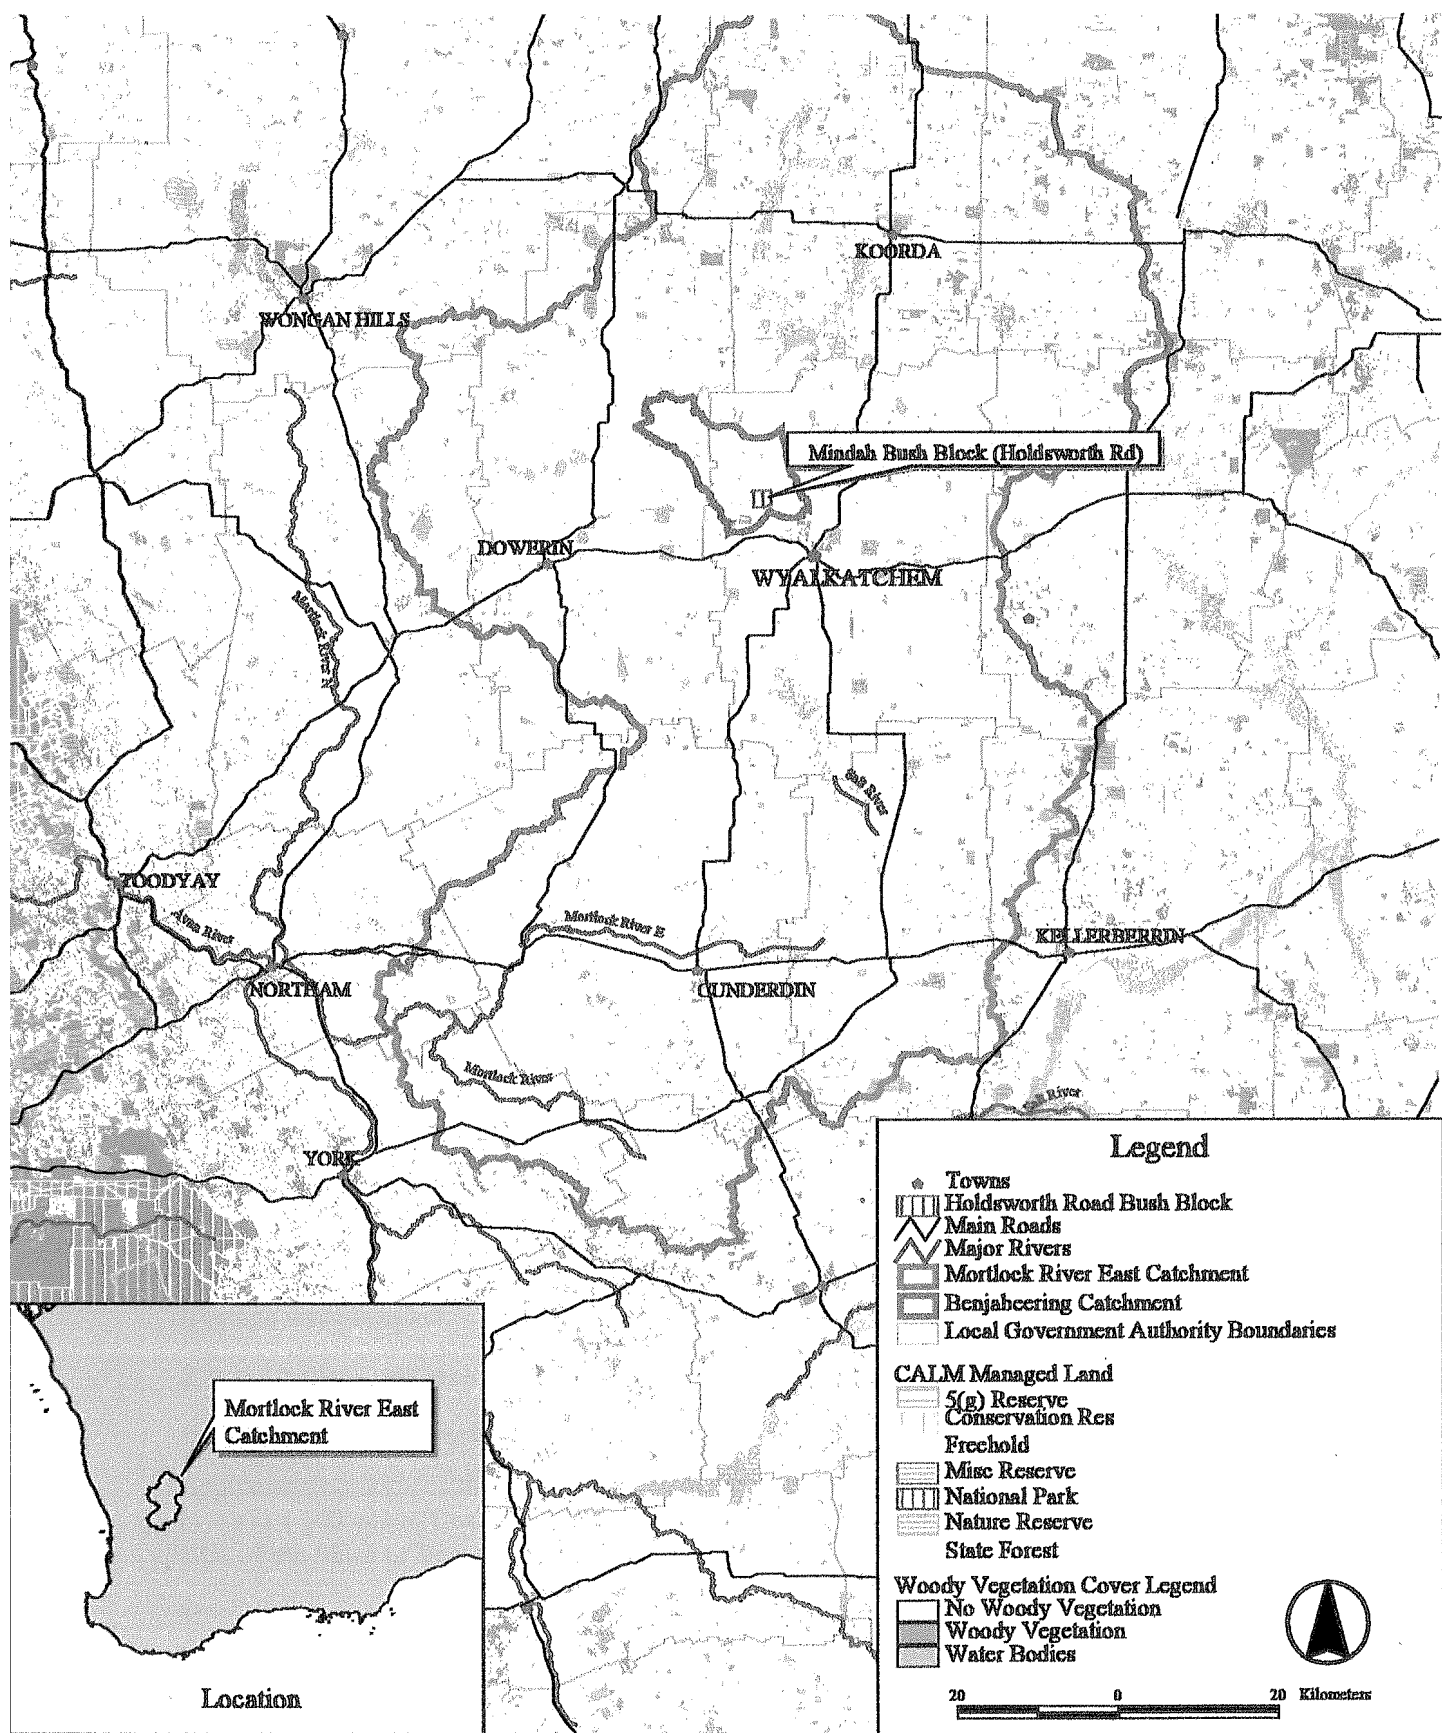 KOORDA
WONGAN HILLS
Mindah Bush Block (Holdsworth Rd)
DOWERIN
WYALKATCHEM
Mortlock River N
Salt River
TOODYAY
Avon River
Mortlock River E
KELLERBERRIN
NORTHAM
CUNDERDIN
Mortlock River
Salt River
YORK
Legend
Towns
Holdsworth Road Bush Block
Main Roads
Major Rivers
Mortlock River East Catchment
Benjaheering Catchment
Local Government Authority Boundaries
CALM Managed Land
5(g) Reserve
Conservation Res
Freehold
Misc Reserve
National Park
Nature Reserve
State Forest
Woody Vegetation Cover Legend
No Woody Vegetation
Woody Vegetation
Water Bodies
20 0 20 Kilometers
Mortlock River East
Catchment
Location